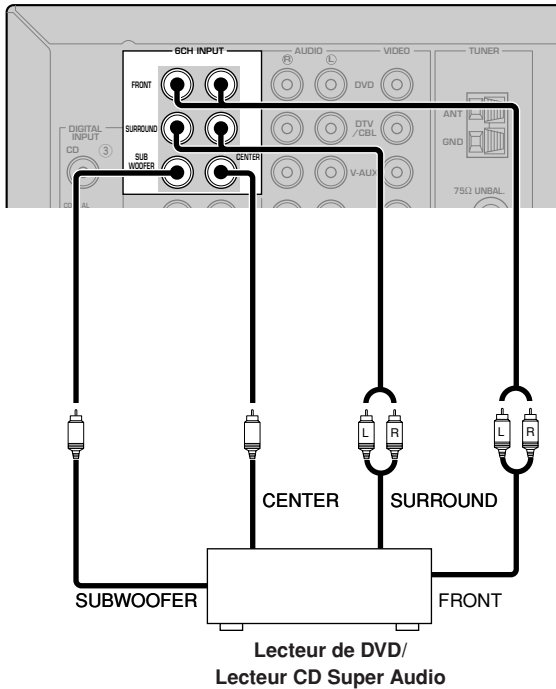 6CH INPUT
AUDIO
VIDEO
TUNER
R
L
FRONT
DVD
ANT
DIGITAL
INPUT
SURROUND
DTV
/CBL
GND
CD
3
SUB
WOOFER
CENTER
V-AUX
75Ω UNBAL.
L
R
L
R
CENTER
SURROUND
SUBWOOFER
FRONT
Lecteur de DVD/
Lecteur CD Super Audio